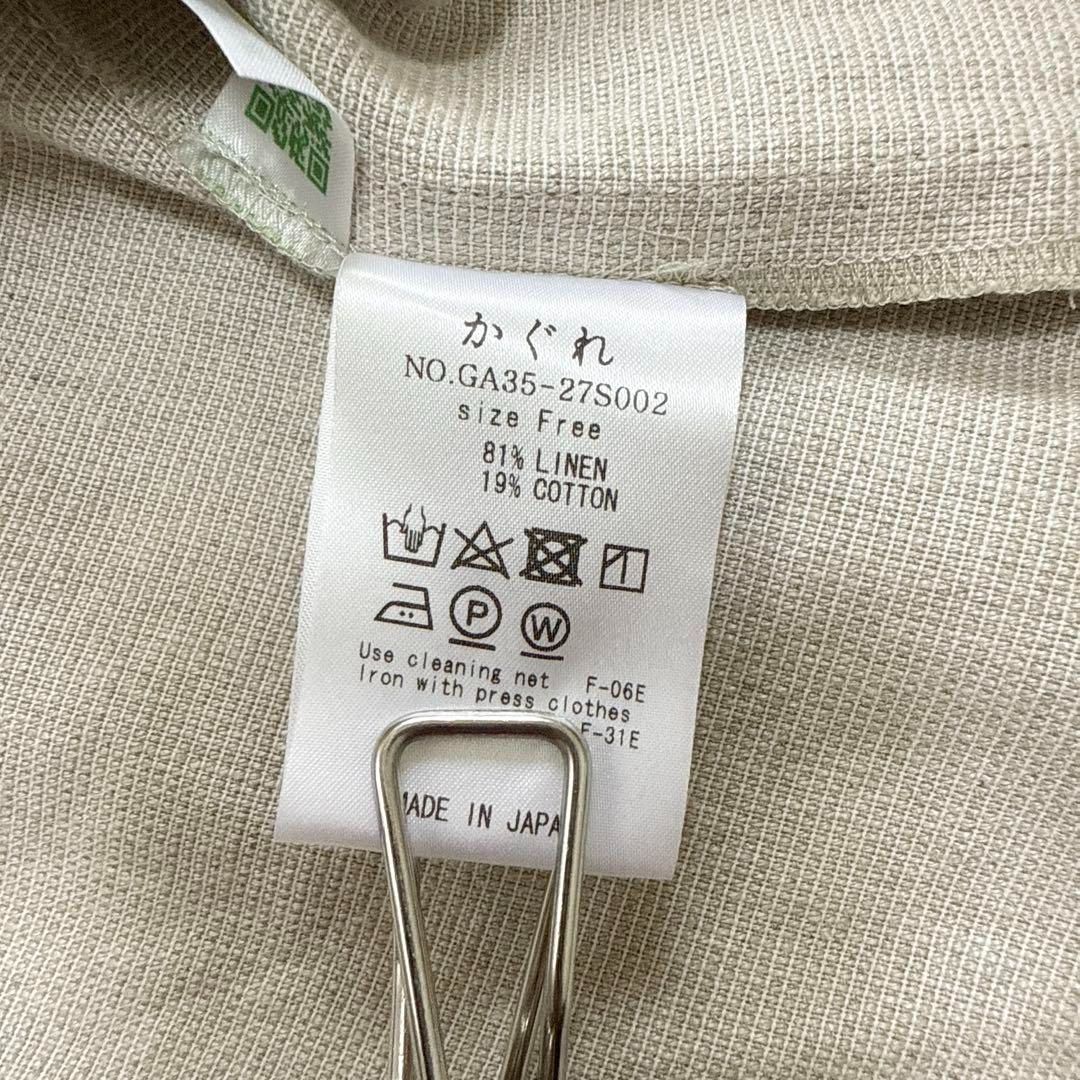 かぐれ
NO.GA35-27S002
size Free
81% LINEN
19% COTTON
P W
Use cleaning net F-06E
Iron with press clothes
F-31E
MADE IN JAPA